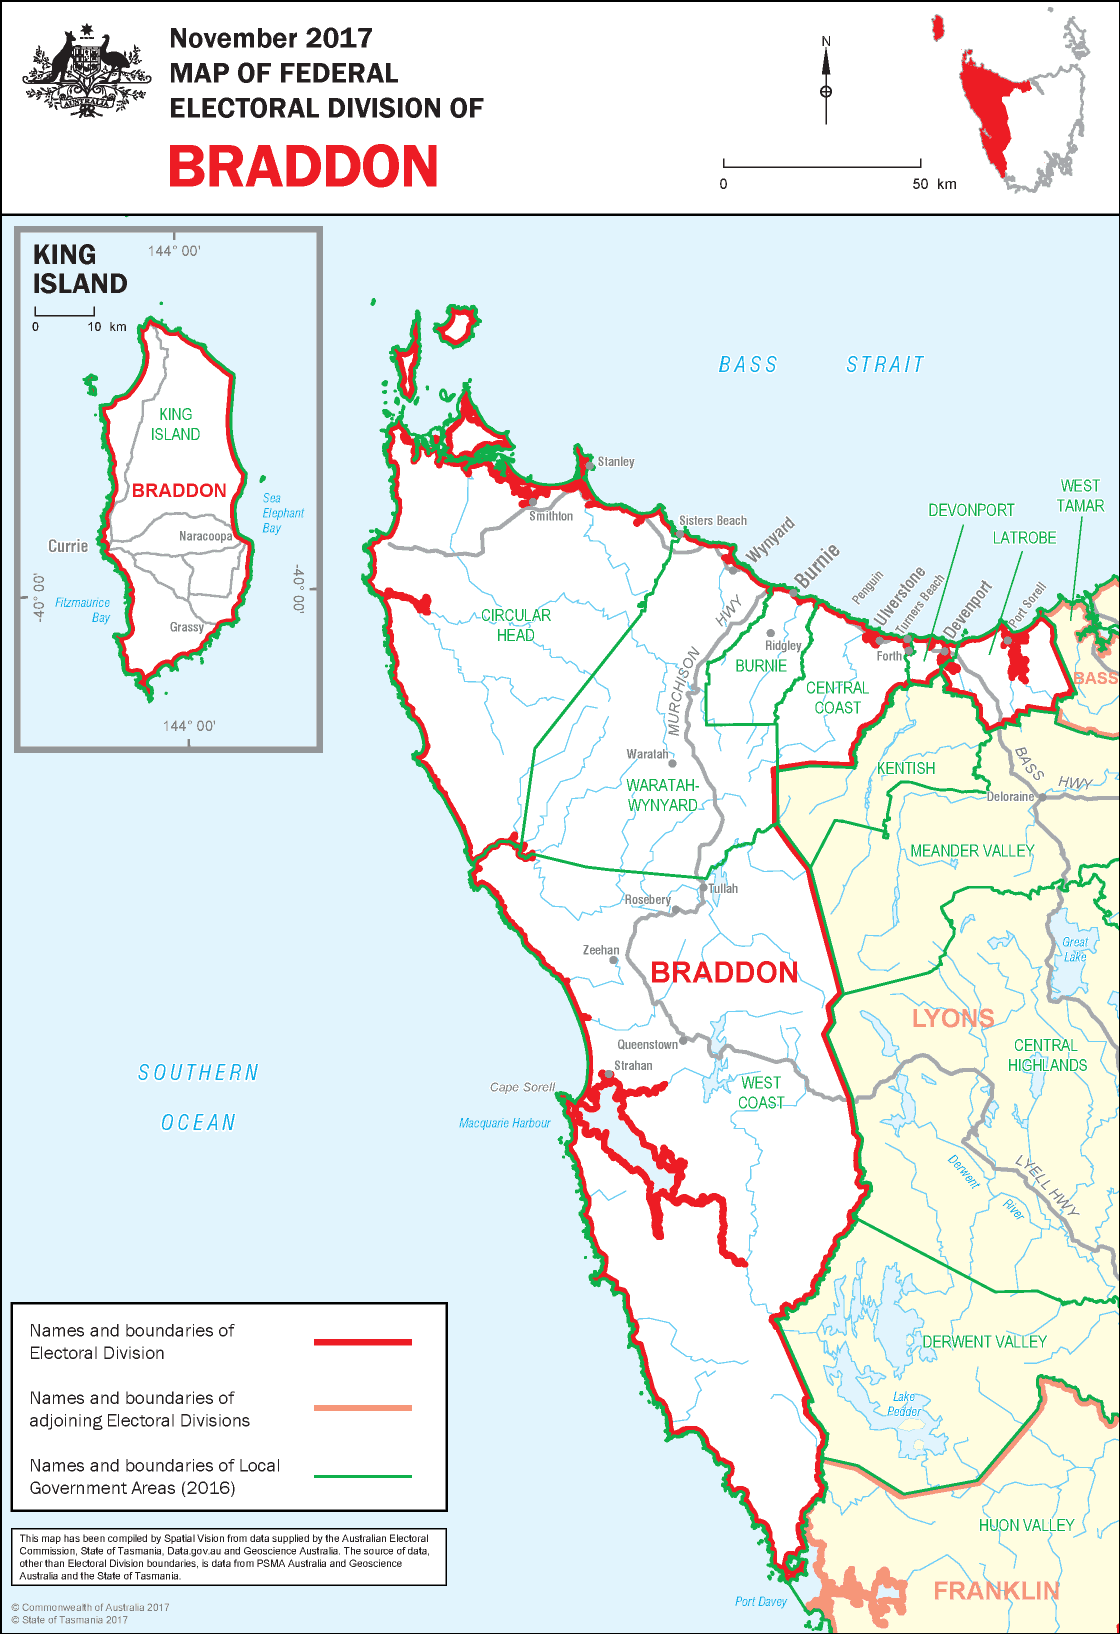 November 2017
MAP OF FEDERAL
ELECTORAL DIVISION OF
BRADDON
AUSTRALIA
N
0 50 km
KING
ISLAND
0 10 km
144° 00'
KING
ISLAND
BRADDON
Sea
Elephant
Bay
Currie
Naracoopa
-40° 00'
-40° 00'
Fitzmaurice
Bay
Grassy
144° 00'
BASS STRAIT
Stanley
Smithton
Sisters Beach
Wynyard
Burnie
Penguin
Ulverstone
Turners Beach
Forth
Devenport
Port Sorell
DEVONPORT
LATROBE
WEST
TAMAR
BASS
CIRCULAR
HEAD
HWY
MURCHISON
Ridgley
BURNIE
CENTRAL
COAST
Waratah
WARATAH-
WYNYARD
KENTISH
BASS
HWY
Deloraine
MEANDER VALLEY
Tullah
Rosebery
Zeehan
BRADDON
Great
Lake
LYONS
CENTRAL
HIGHLANDS
Queenstown
Strahan
Cape Sorell
Macquarie Harbour
WEST
COAST
SOUTHERN
OCEAN
Derwent
River
LYELL HWY
DERWENT VALLEY
Lake
Pedder
HUON VALLEY
FRANKLIN
Port Davey
Names and boundaries of
Electoral Division
Names and boundaries of
adjoining Electoral Divisions
Names and boundaries of Local
Government Areas (2016)
This map has been compiled by Spatial Vision from data supplied by the Australian Electoral
Commission, State of Tasmania, Data.gov.au and Geoscience Australia. The source of data,
other than Electoral Division boundaries, is data from PSMA Australia and Geoscience
Australia and the State of Tasmania.
© Commonwealth of Australia 2017
© State of Tasmania 2017